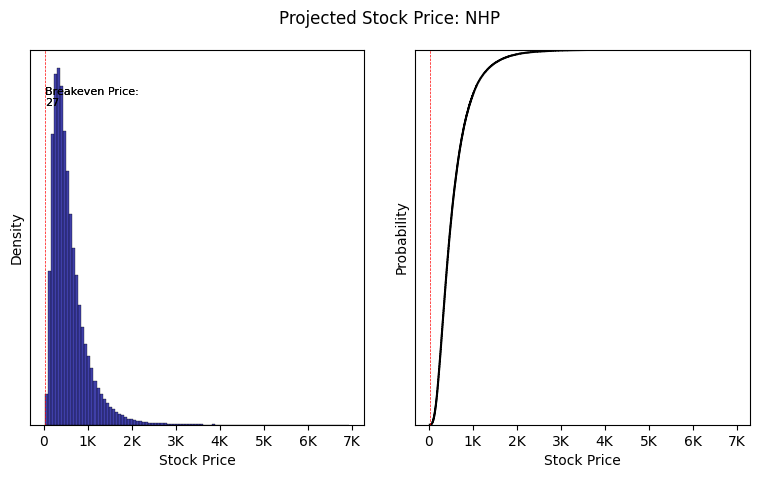 Projected Stock Price: NHP
Breakeven Price:
27
Density
0 1K 2K 3K 4K 5K 6K 7K
Stock Price
Probability
0 1K 2K 3K 4K 5K 6K 7K
Stock Price